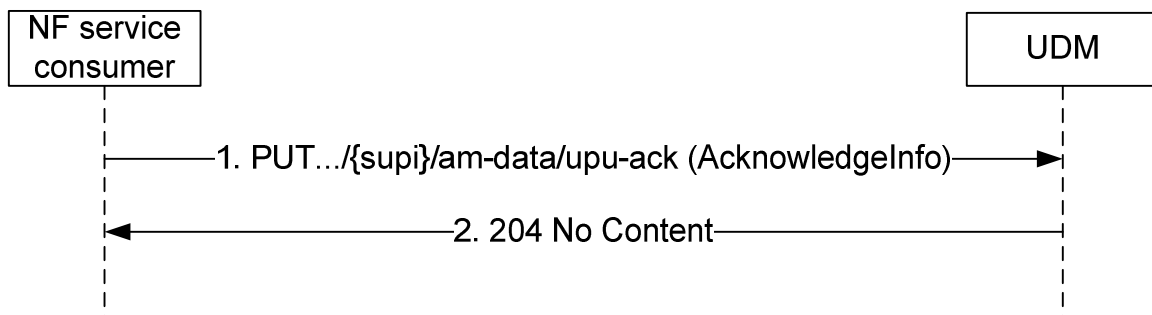 NF service
consumer
UDM
1. PUT.../{supi}/am-data/upu-ack (AcknowledgeInfo)
2. 204 No Content